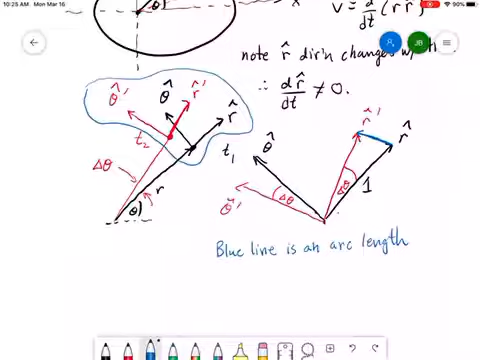 10:25 AM Mon Mar 16
90%
x
θ
v = d/dt (r r̂)
note r̂ dir'n changes w/
∴ dr̂/dt ≠ 0.
θ̂' θ̂ r̂' r̂
t₂ t₁
Δθ
r
θ
θ̂ r̂' r̂
Δθ 1
θ̂' Δθ
Blue line is an arc length
JB